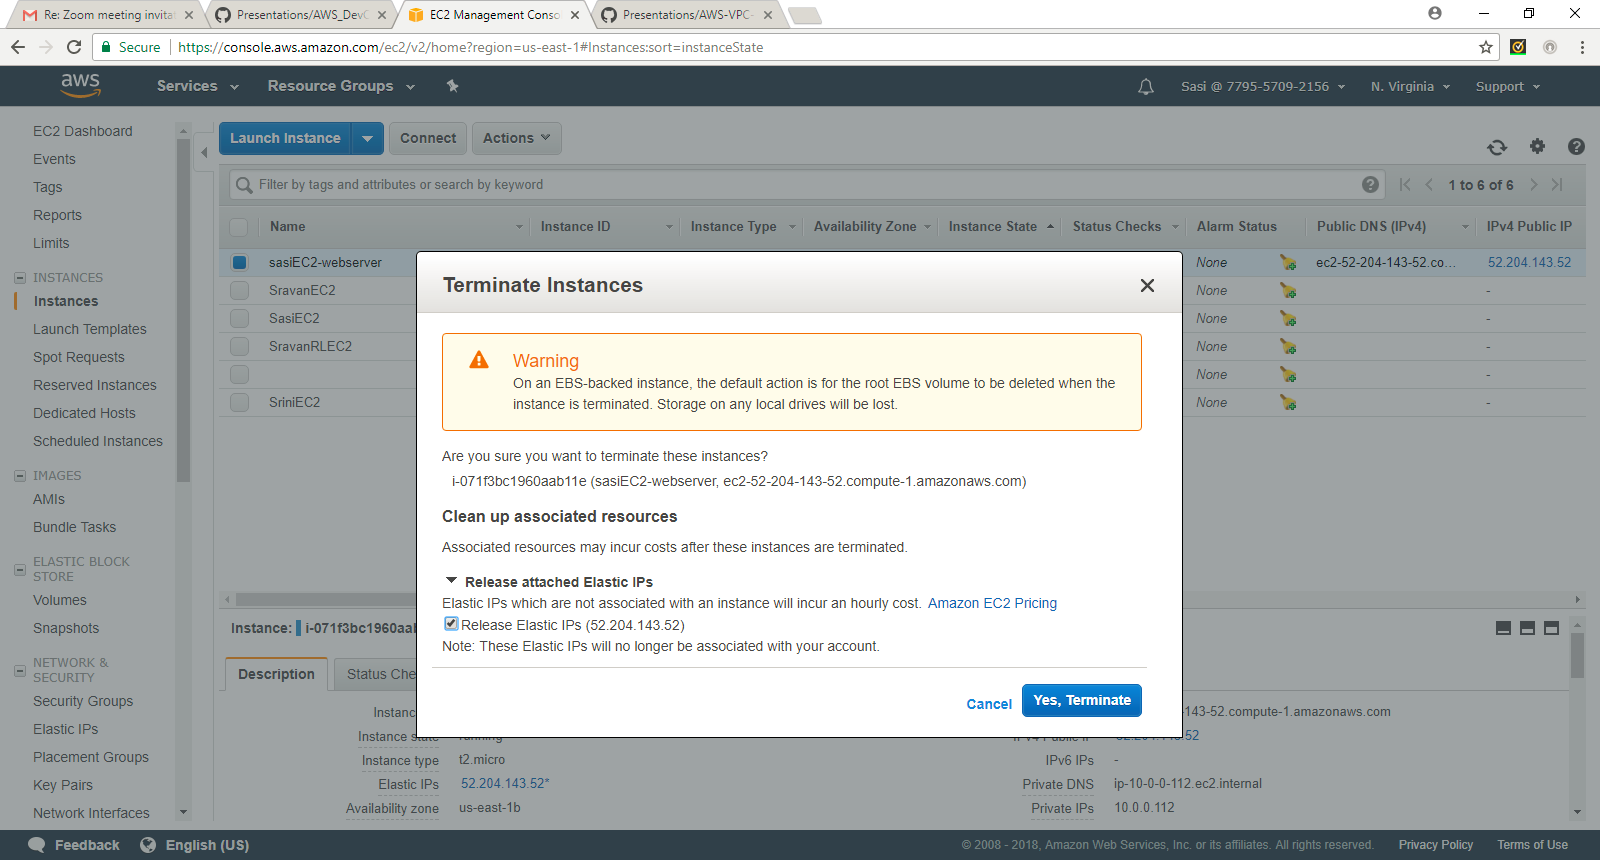 Re: Zoom meeting invitat
Presentations/AWS_DevO
EC2 Management Conso
Presentations/AWS-VPC-
Secure
https://console.aws.amazon.com/ec2/v2/home?region=us-east-1#Instances:sort=instanceState
aws
Services
Resource Groups
Sasi @ 7795-5709-2156
N. Virginia
Support
EC2 Dashboard
Events
Tags
Reports
Limits
INSTANCES
Instances
Launch Templates
Spot Requests
Reserved Instances
Dedicated Hosts
Scheduled Instances
IMAGES
AMIs
Bundle Tasks
ELASTIC BLOCK
STORE
Volumes
Snapshots
NETWORK &
SECURITY
Security Groups
Elastic IPs
Placement Groups
Key Pairs
Network Interfaces
Launch Instance
Connect
Actions
Filter by tags and attributes or search by keyword
1 to 6 of 6
Name Instance ID Instance Type Availability Zone Instance State Status Checks Alarm Status Public DNS (IPv4) IPv4 Public IP
sasiEC2-webserver None ec2-52-204-143-52.co... 52.204.143.52
SravanEC2 None -
SasiEC2 None -
SravanRLEC2 None -
None -
SriniEC2 None -
Terminate Instances
Warning
On an EBS-backed instance, the default action is for the root EBS volume to be deleted when the
instance is terminated. Storage on any local drives will be lost.
Are you sure you want to terminate these instances?
i-071f3bc1960aab11e (sasiEC2-webserver, ec2-52-204-143-52.compute-1.amazonaws.com)
Clean up associated resources
Associated resources may incur costs after these instances are terminated.
Release attached Elastic IPs
Elastic IPs which are not associated with an instance will incur an hourly cost. Amazon EC2 Pricing
Release Elastic IPs (52.204.143.52)
Note: These Elastic IPs will no longer be associated with your account.
Cancel
Yes, Terminate
Instance: i-071f3bc1960aal
Description
Status Che
Instanc 143-52.compute-1.amazonaws.com
Instance state running IPv4 Public IP 52.204.143.52
Instance type t2.micro IPv6 IPs -
Elastic IPs 52.204.143.52* Private DNS ip-10-0-0-112.ec2.internal
Availability zone us-east-1b Private IPs 10.0.0.112
Feedback
English (US)
© 2008 - 2018, Amazon Web Services, Inc. or its affiliates. All rights reserved.
Privacy Policy
Terms of Use